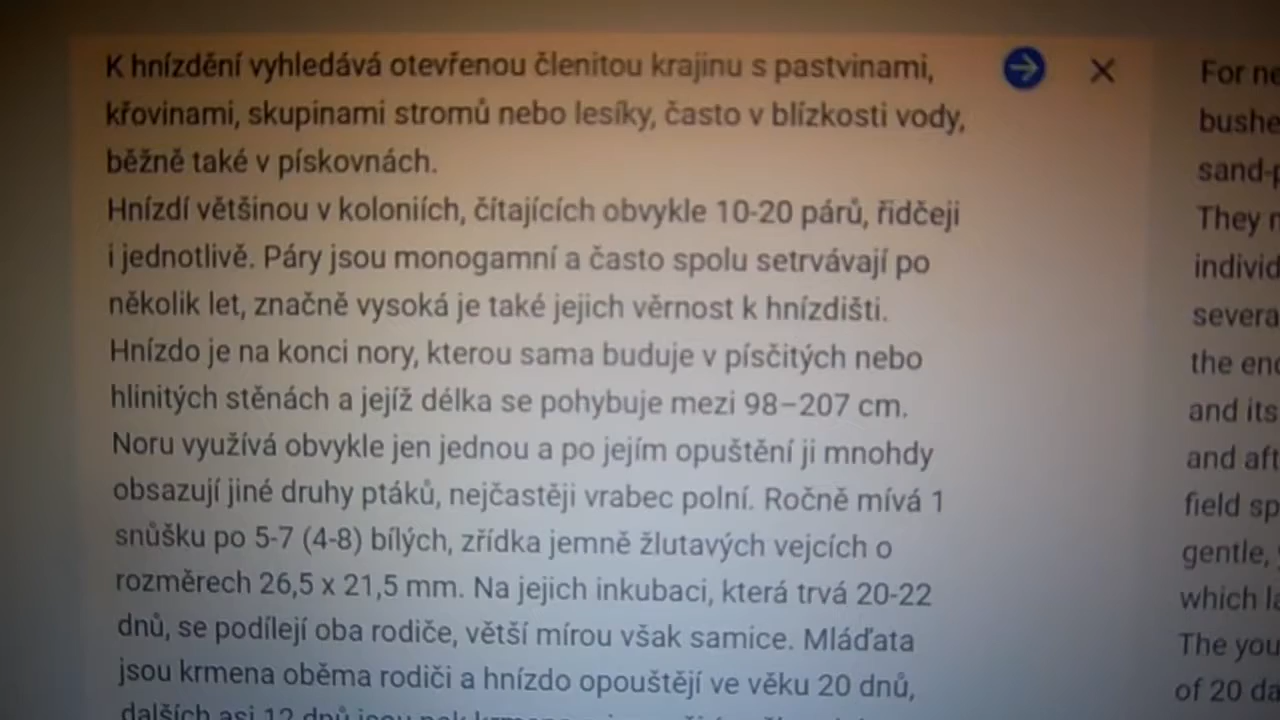 K hnízdění vyhledává otevřenou členitou krajinu s pastvinami,
křovinami, skupinami stromů nebo lesíky, často v blízkosti vody,
běžně také v pískovnách.
Hnízdí většinou v koloniích, čítajících obvykle 10-20 párů, řidčeji
i jednotlivě. Páry jsou monogamní a často spolu setrvávají po
několik let, značně vysoká je také jejich věrnost k hnízdišti.
Hnízdo je na konci nory, kterou sama buduje v písčitých nebo
hlinitých stěnách a jejíž délka se pohybuje mezi 98–207 cm.
Noru využívá obvykle jen jednou a po jejím opuštění ji mnohdy
obsazují jiné druhy ptáků, nejčastěji vrabec polní. Ročně mívá 1
snůšku po 5-7 (4-8) bílých, zřídka jemně žlutavých vejcích o
rozměrech 26,5 x 21,5 mm. Na jejich inkubaci, která trvá 20-22
dnů, se podílejí oba rodiče, větší mírou však samice. Mláďata
jsou krmena oběma rodiči a hnízdo opouštějí ve věku 20 dnů,
dalších asi 12 dnů jsou pak
For
bushe
sand-
They
individ
severa
the
and its
and
field
gentle,
which
The
of 20